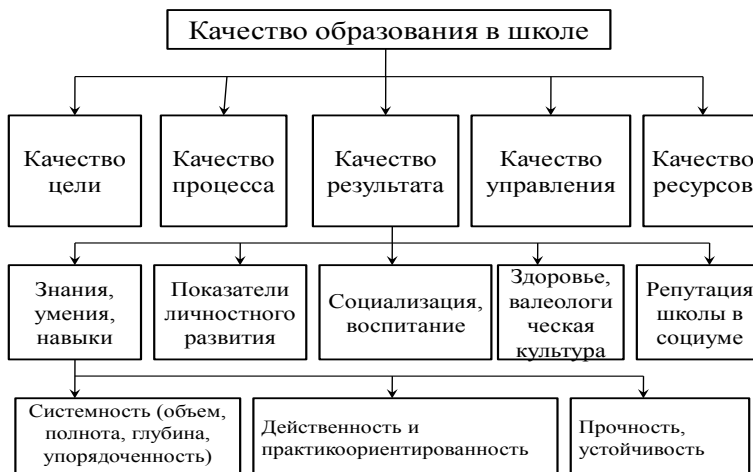 Качество образования в школе
Качество
цели
Качество
процесса
Качество
результата
Качество
управления
Качество
ресурсов
Знания,
умения,
навыки
Показатели
личностного
развития
Социализация,
воспитание
Здоровье,
валеологи
ческая
культура
Репутация
школы в
социуме
Системность (объем,
полнота, глубина,
упорядоченность)
Действенность и
практикоориентированность
Прочность,
устойчивость